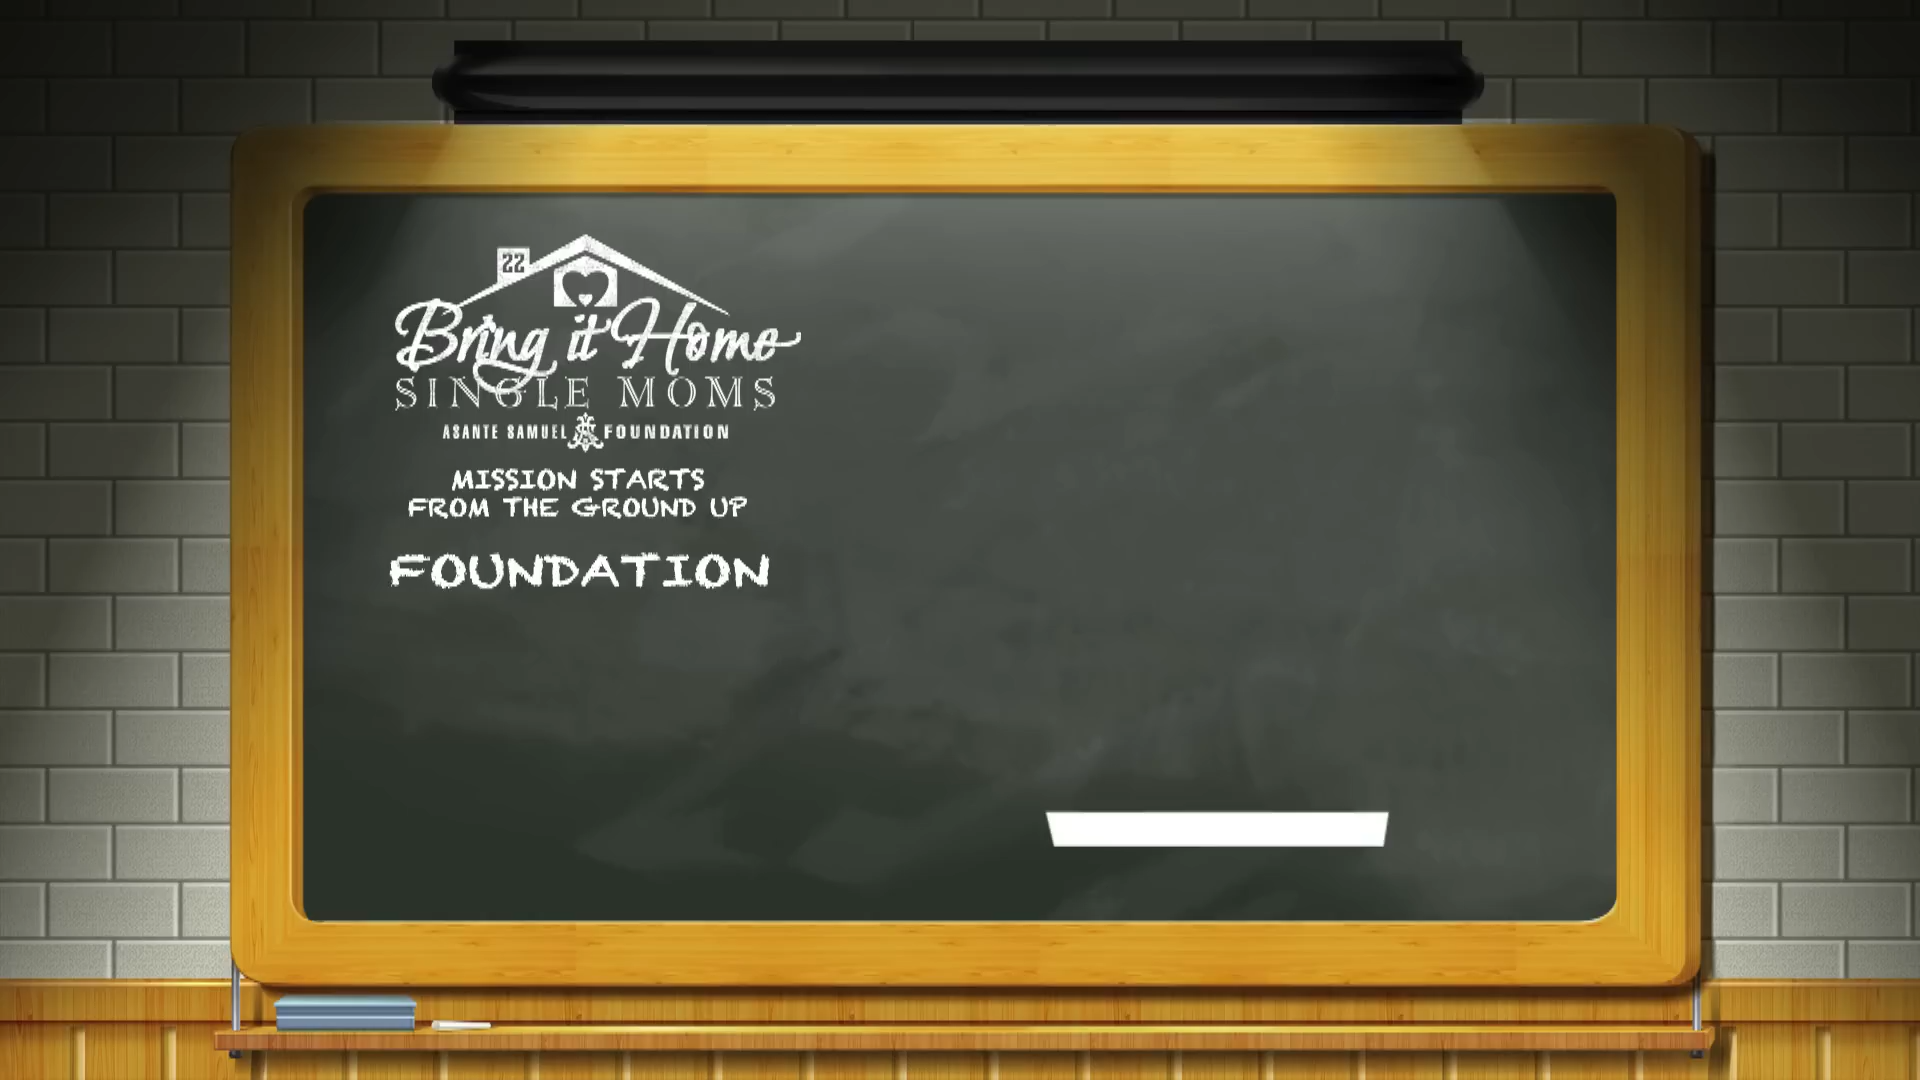 22
Bring it Home
SINGLE MOMS
ASANTE SAMUEL FOUNDATION
MISSION STARTS
FROM THE GROUND UP
FOUNDATION